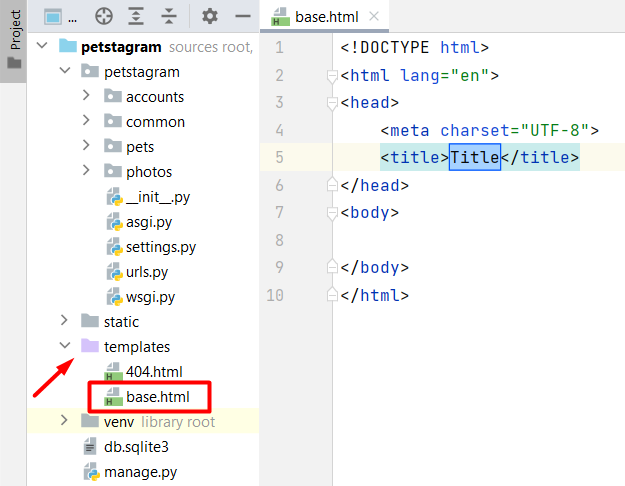 Project
...
petstagram sources root,
petstagram
accounts
common
pets
photos
__init__.py
asgi.py
settings.py
urls.py
wsgi.py
static
templates
404.html
base.html
venv library root
db.sqlite3
manage.py
base.html
1 <!DOCTYPE html>
2 <html lang="en">
3 <head>
4 <meta charset="UTF-8">
5 <title>Title</title>
6 </head>
7 <body>
8
9 </body>
10 </html>